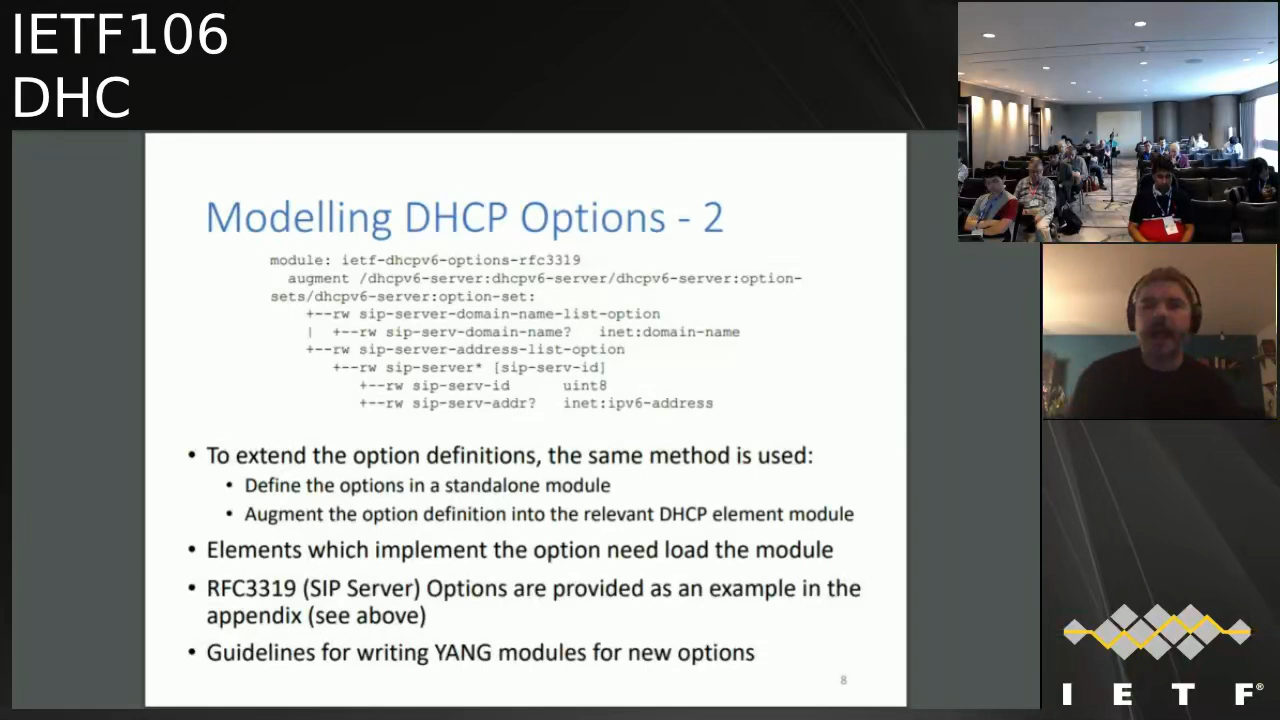 IETF106
DHC
Modelling DHCP Options - 2
module: ietf-dhcpv6-options-rfc3319
augment /dhcpv6-server:dhcpv6-server/dhcpv6-server:option-
sets/dhcpv6-server:option-set:
+--rw sip-server-domain-name-list-option
|  +--rw sip-serv-domain-name?   inet:domain-name
+--rw sip-server-address-list-option
+--rw sip-server* [sip-serv-id]
+--rw sip-serv-id      uint8
+--rw sip-serv-addr?   inet:ipv6-address
• To extend the option definitions, the same method is used:
• Define the options in a standalone module
• Augment the option definition into the relevant DHCP element module
• Elements which implement the option need load the module
• RFC3319 (SIP Server) Options are provided as an example in the
appendix (see above)
• Guidelines for writing YANG modules for new options
8
I E T F®